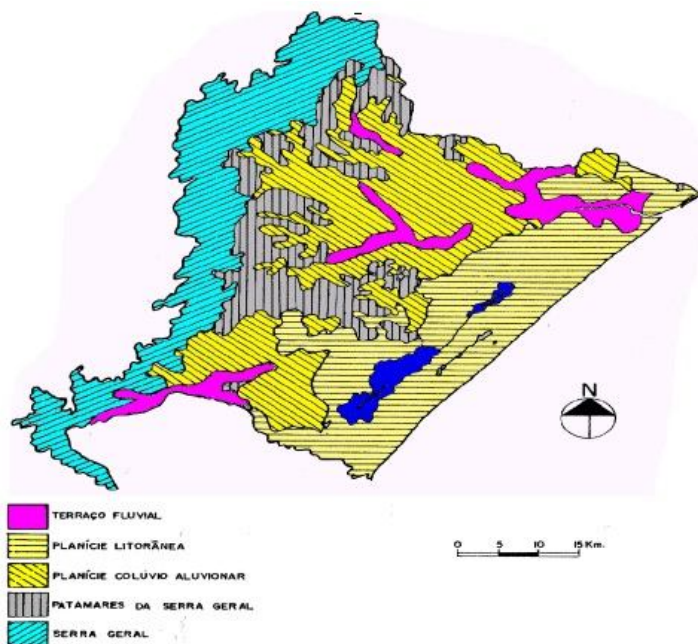 N
TERRAÇO FLUVIAL
PLANÍCIE LITORÂNEA
PLANÍCIE COLÚVIO ALUVIONAR
PATAMARES DA SERRA GERAL
SERRA GERAL
0 5 10 15 Km.